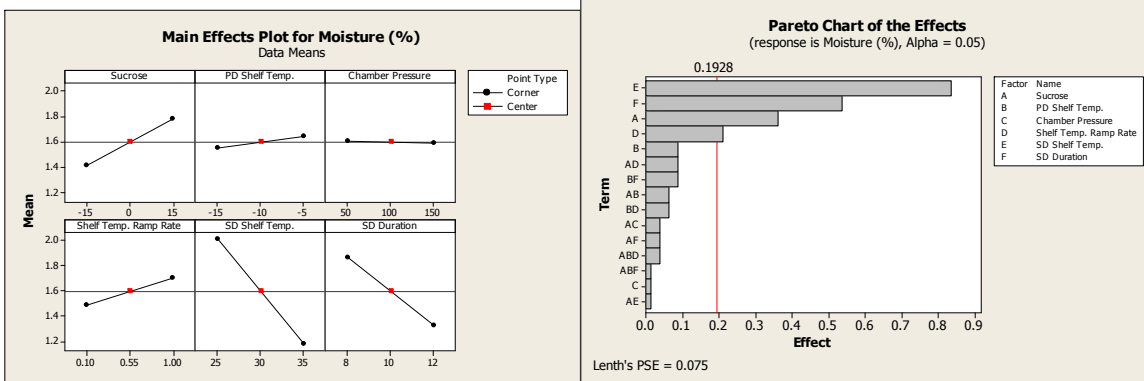 Main Effects Plot for Moisture (%)
Data Means
Sucrose PD Shelf Temp. Chamber Pressure
2.0
1.8
1.6
1.4
1.2
-15 0 15 -15 -10 -5 50 100 150
Shelf Temp. Ramp Rate SD Shelf Temp. SD Duration
2.0
1.8
1.6
1.4
1.2
0.10 0.55 1.00 25 30 35 8 10 12
Mean
Point Type
Corner
Center
Pareto Chart of the Effects
(response is Moisture (%), Alpha = 0.05)
0.1928
Term
E
F
A
D
B
AD
BF
AB
BD
AC
AF
ABD
ABF
C
AE
0.0 0.1 0.2 0.3 0.4 0.5 0.6 0.7 0.8 0.9
Effect
Lenth's PSE = 0.075
Factor Name
A Sucrose
B PD Shelf Temp.
C Chamber Pressure
D Shelf Temp. Ramp Rate
E SD Shelf Temp.
F SD Duration